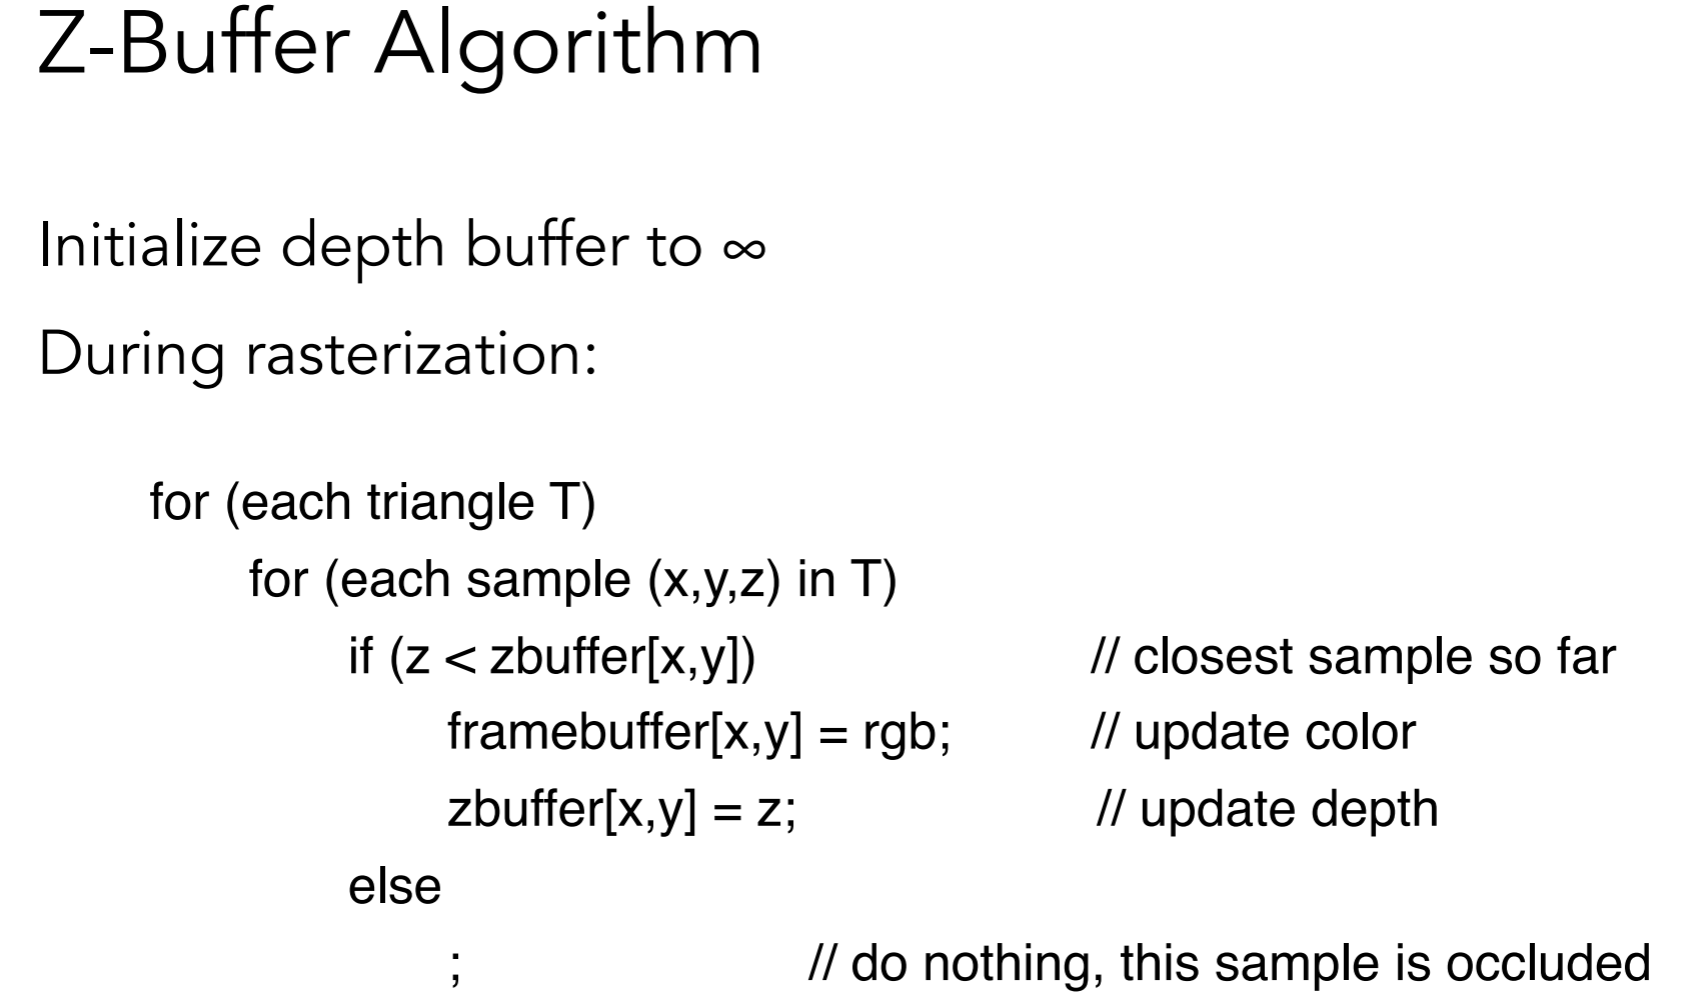 Z-Buffer Algorithm
Initialize depth buffer to ∞
During rasterization:
for (each triangle T)
for (each sample (x,y,z) in T)
if (z < zbuffer[x,y]) // closest sample so far
framebuffer[x,y] = rgb; // update color
zbuffer[x,y] = z; // update depth
else
; // do nothing, this sample is occluded